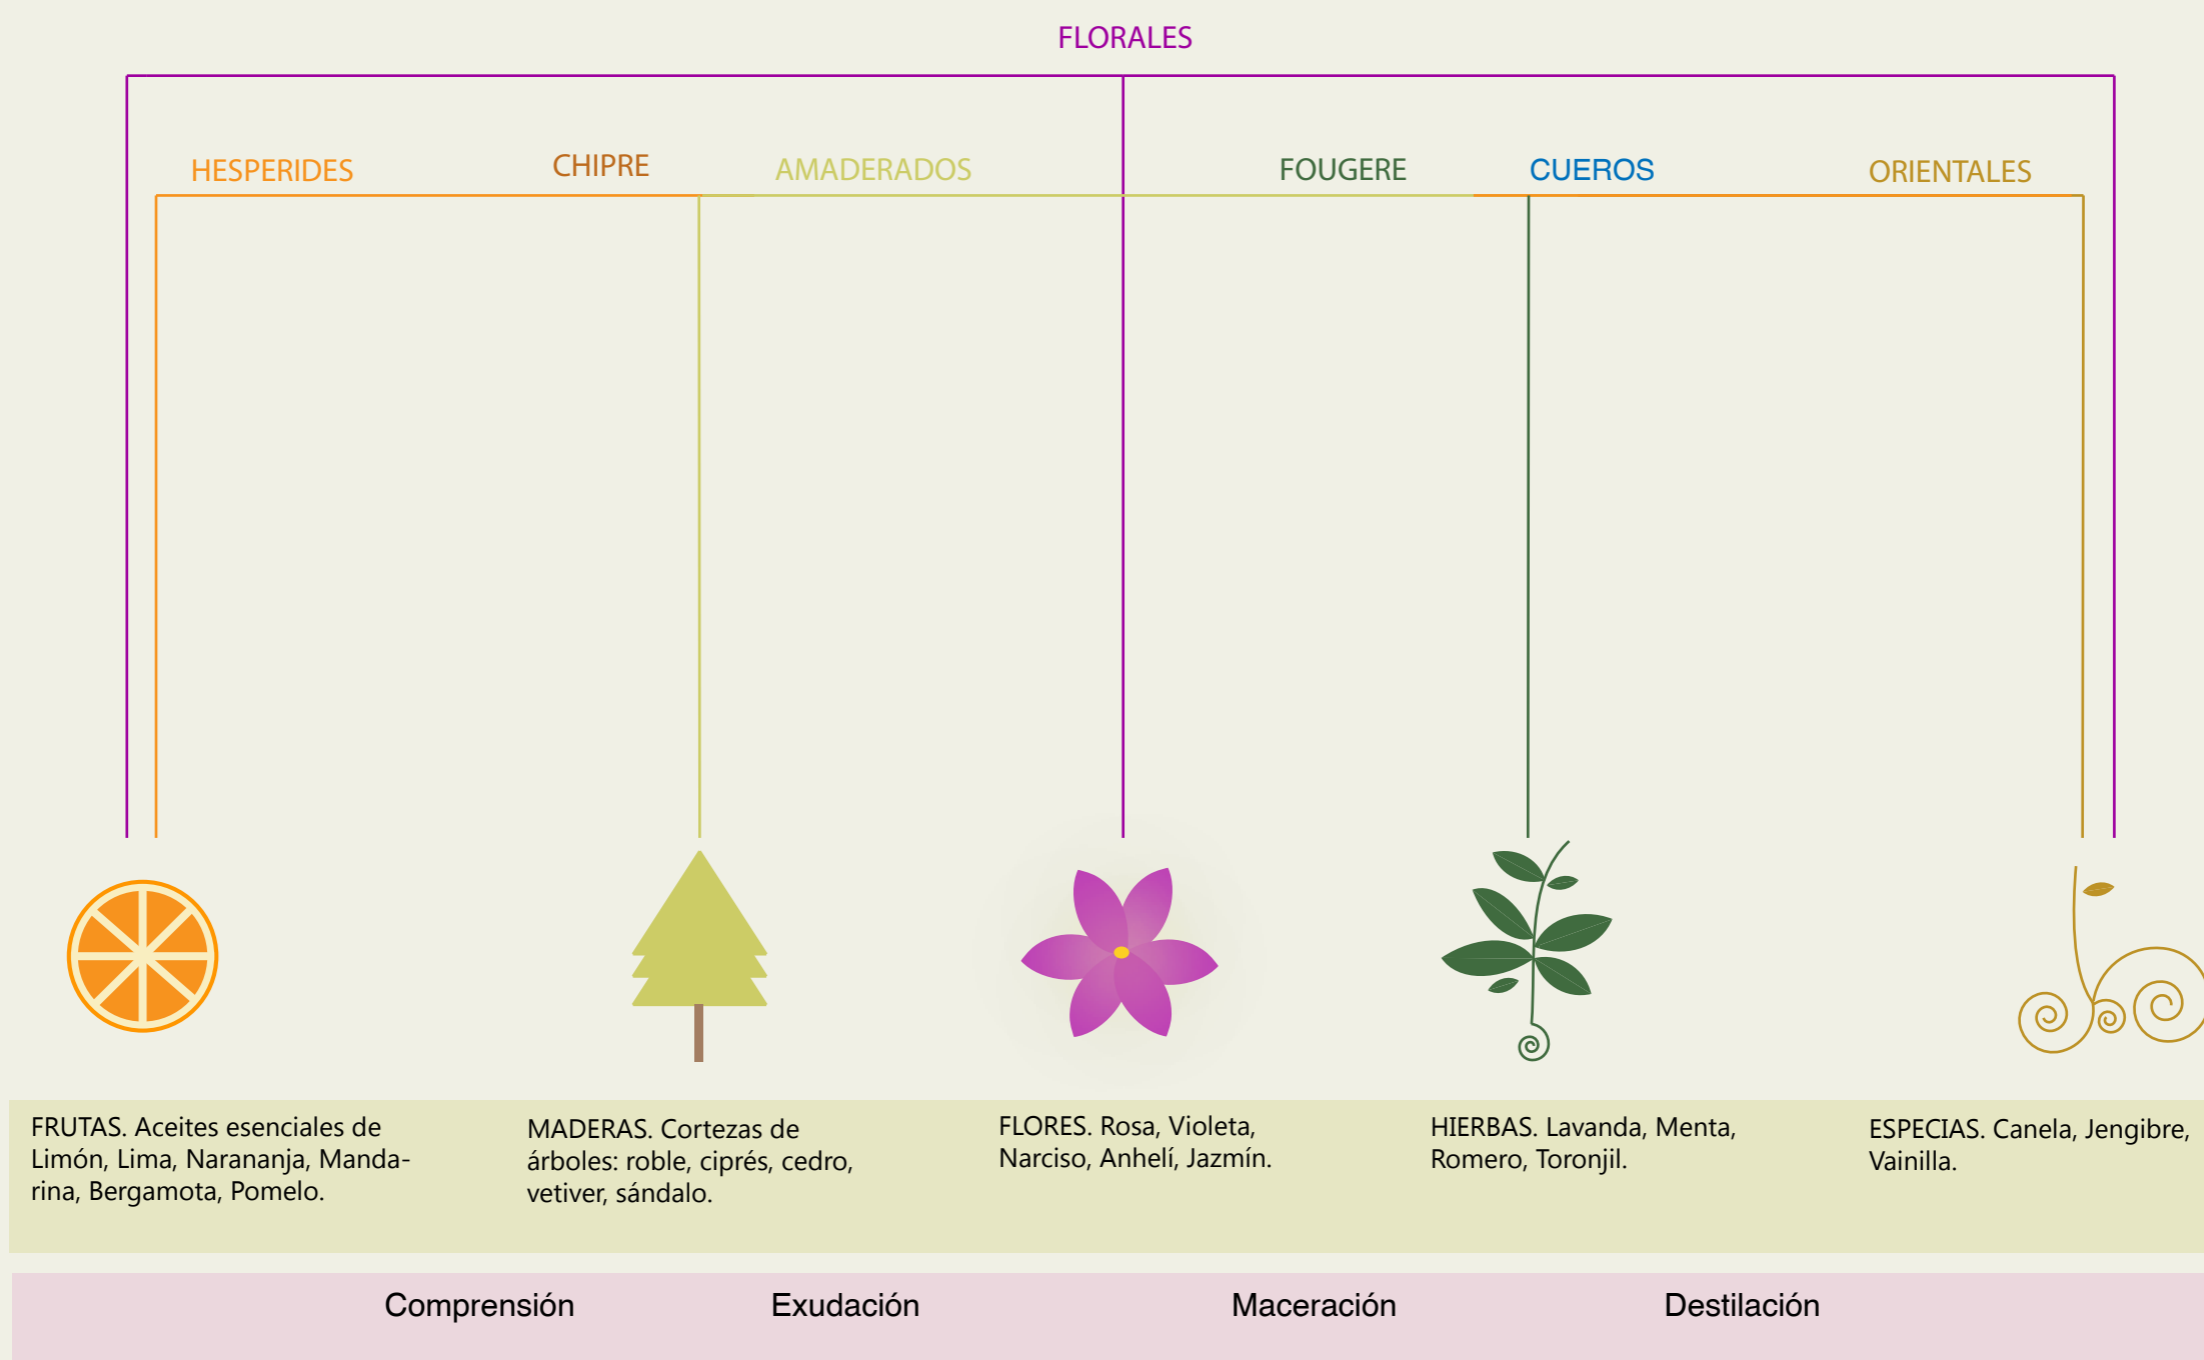 FLORALES
HESPERIDES
CHIPRE
AMADERADOS
FOUGERE
CUEROS
ORIENTALES
FRUTAS. Aceites esenciales de
Limón, Lima, Narananja, Manda-
rina, Bergamota, Pomelo.
MADERAS. Cortezas de
árboles: roble, ciprés, cedro,
vetiver, sándalo.
FLORES. Rosa, Violeta,
Narciso, Anhelí, Jazmín.
HIERBAS. Lavanda, Menta,
Romero, Toronjil.
ESPECIAS. Canela, Jengibre,
Vainilla.
Comprensión
Exudación
Maceración
Destilación